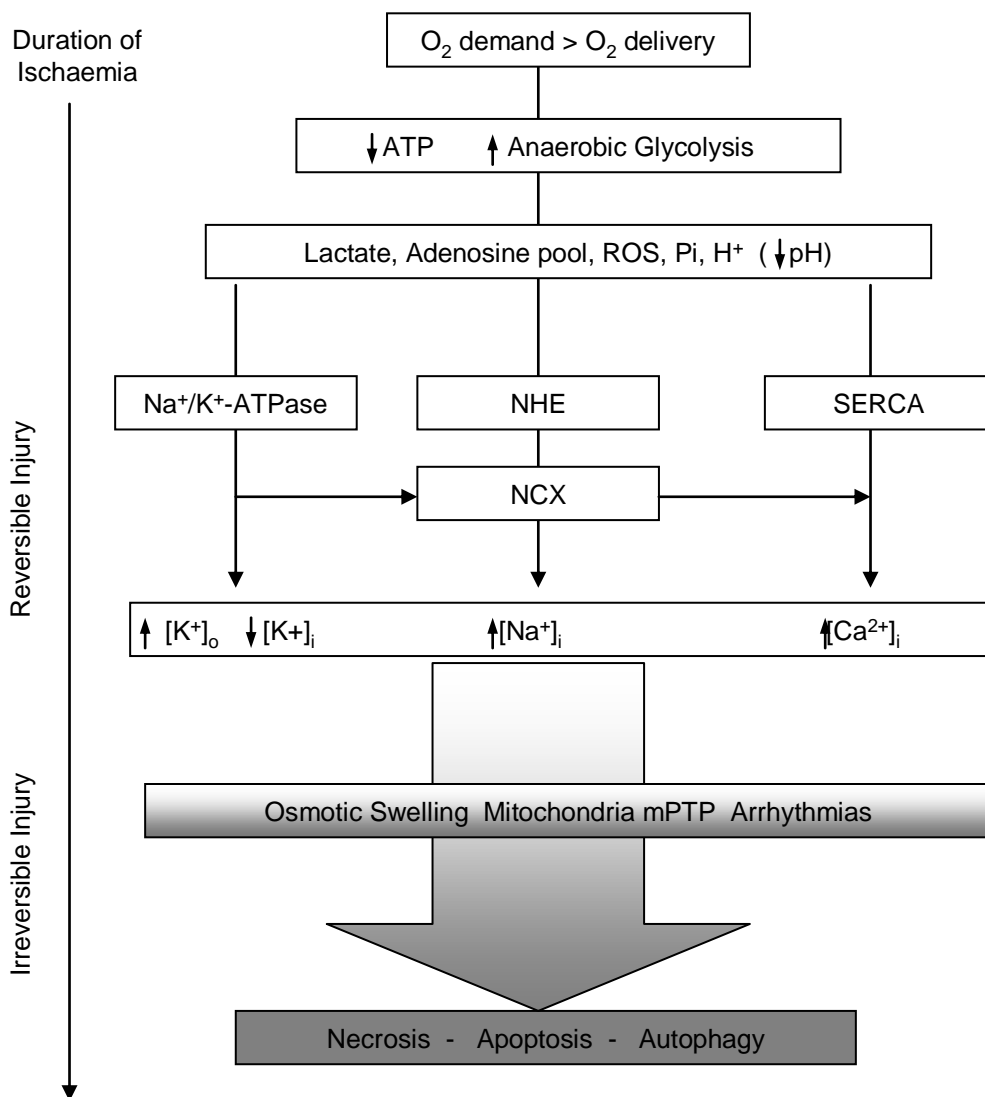 Duration of
Ischaemia
O₂ demand > O₂ delivery
↓ATP ↑ Anaerobic Glycolysis
Lactate, Adenosine pool, ROS, Pi, H⁺ (↓pH)
Na⁺/K⁺-ATPase
NHE
SERCA
NCX
Reversible Injury
↑ [K⁺]ₒ ↓ [K+]ᵢ ↑[Na⁺]ᵢ ↑[Ca²⁺]ᵢ
Irreversible Injury
Osmotic Swelling Mitochondria mPTP Arrhythmias
Necrosis - Apoptosis - Autophagy